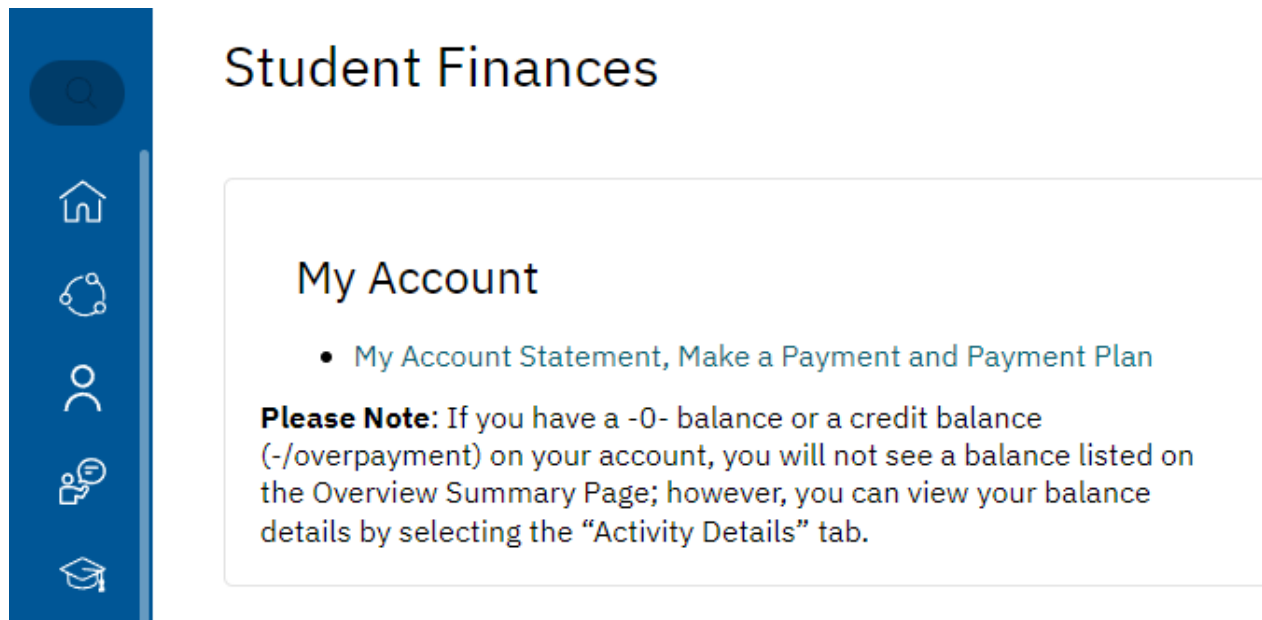 Student Finances
My Account
• My Account Statement, Make a Payment and Payment Plan
Please Note: If you have a -0- balance or a credit balance
(-/overpayment) on your account, you will not see a balance listed on
the Overview Summary Page; however, you can view your balance
details by selecting the “Activity Details” tab.